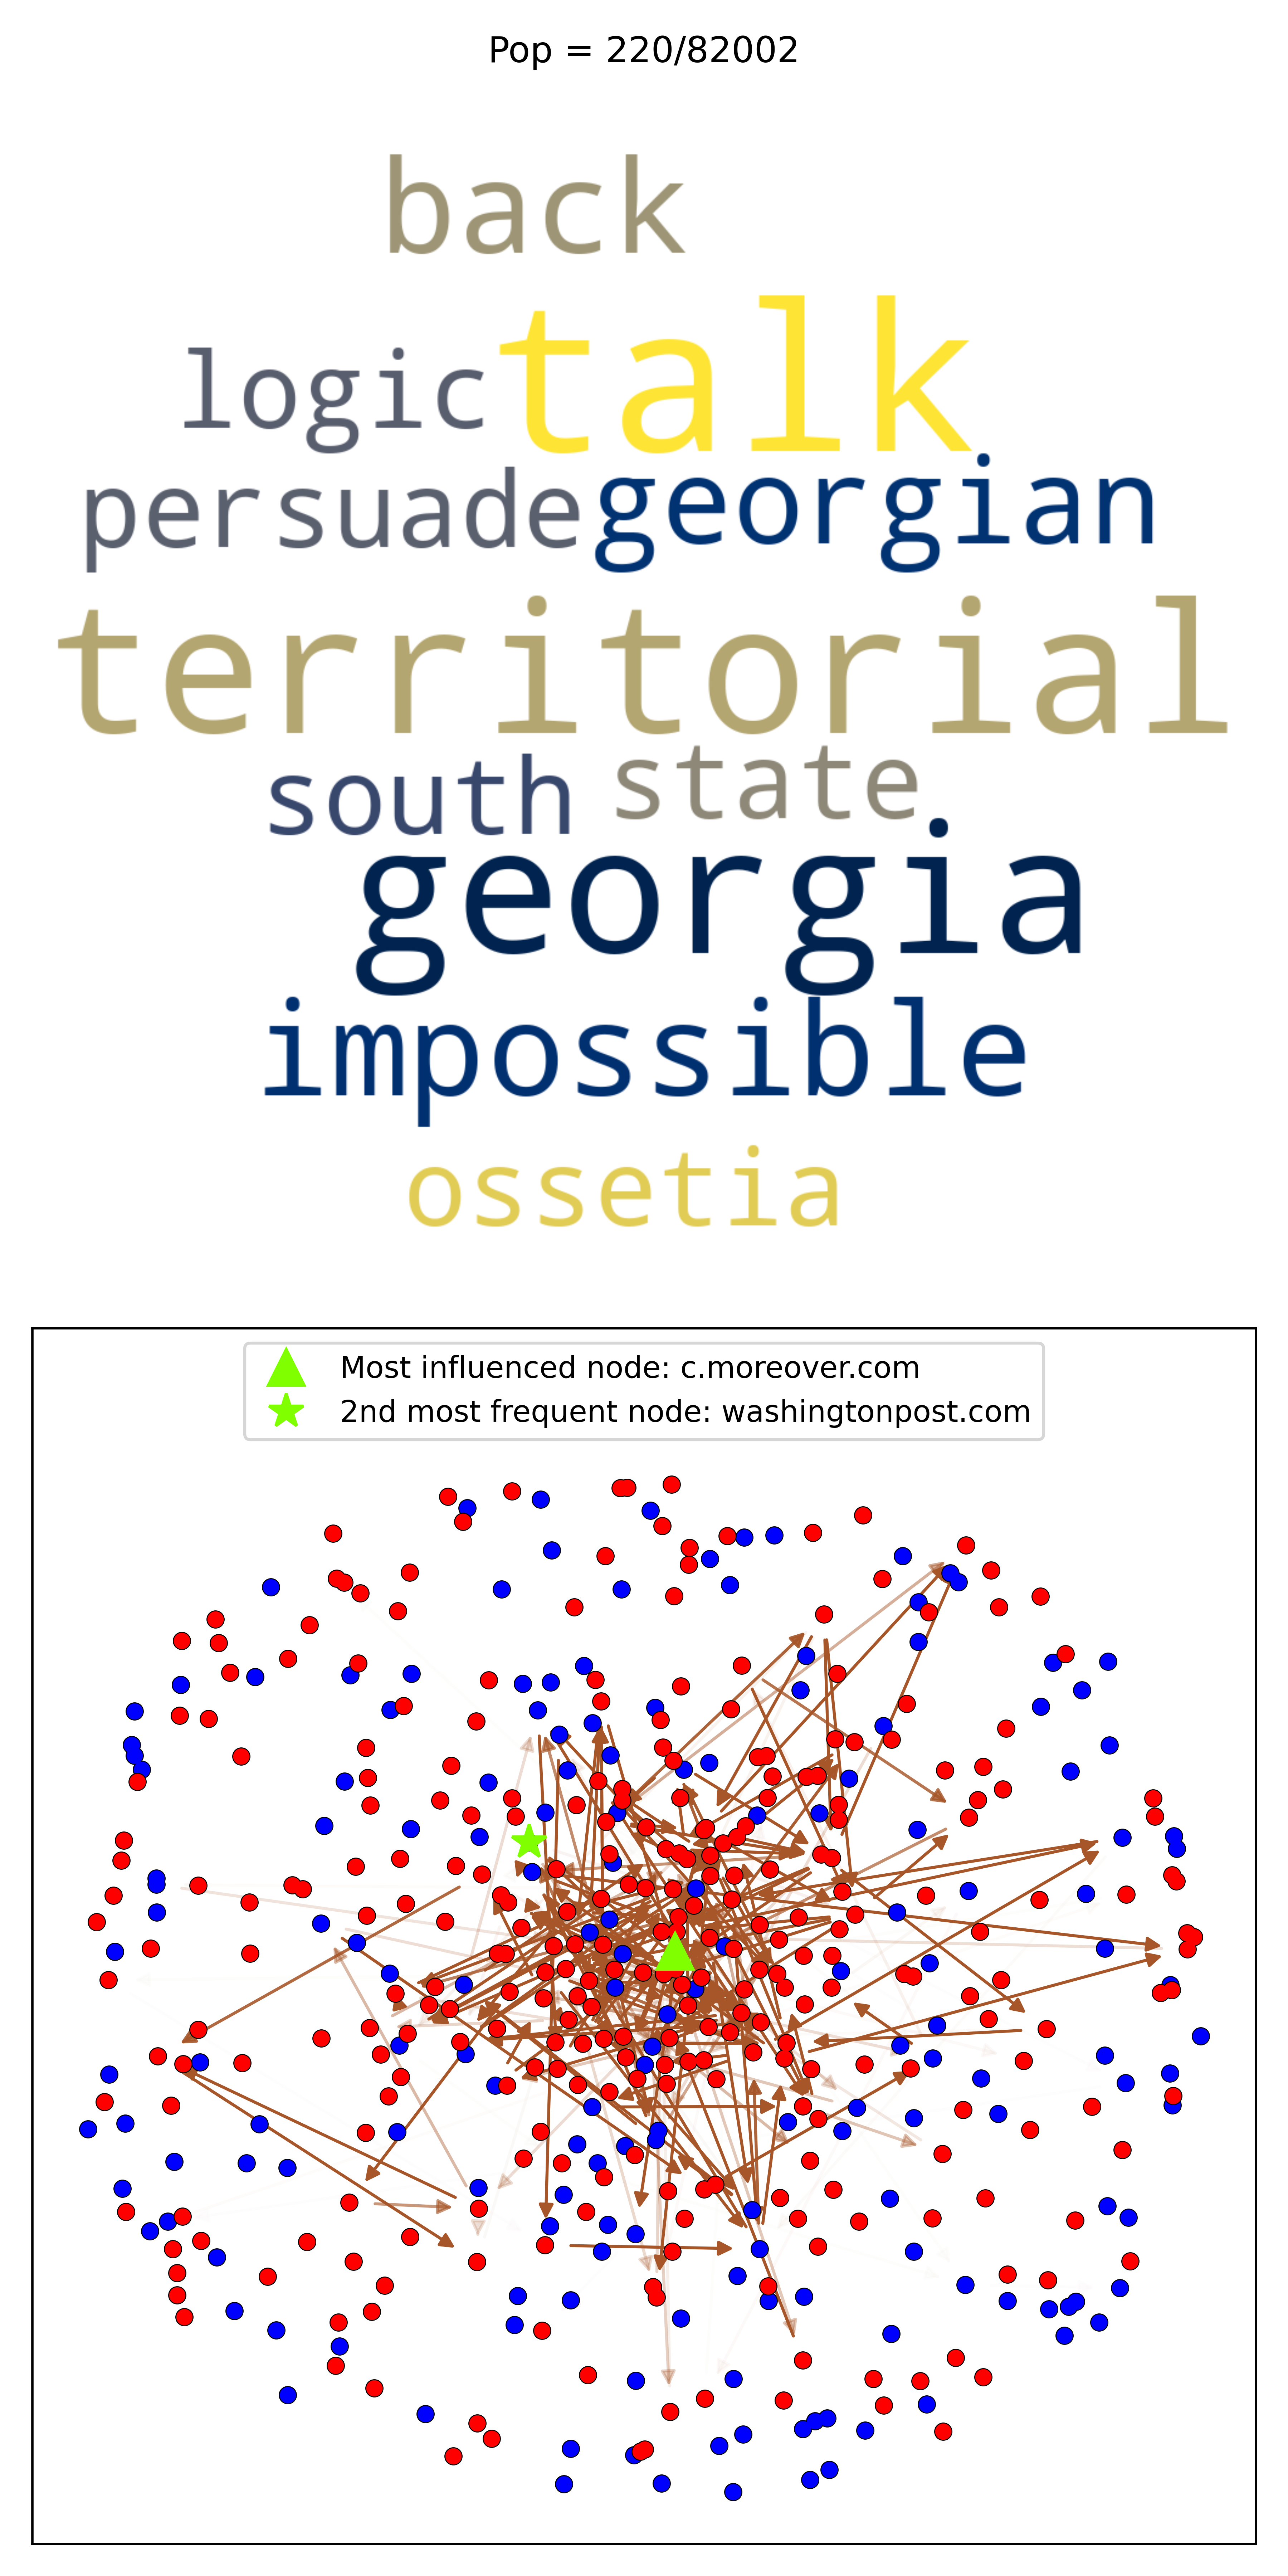 Pop = 220/82002
back
talk
logic
persuade georgian
territorial
south state
georgia
impossible
ossetia
Most influenced node: c.moreover.com
2nd most frequent node: washingtonpost.com